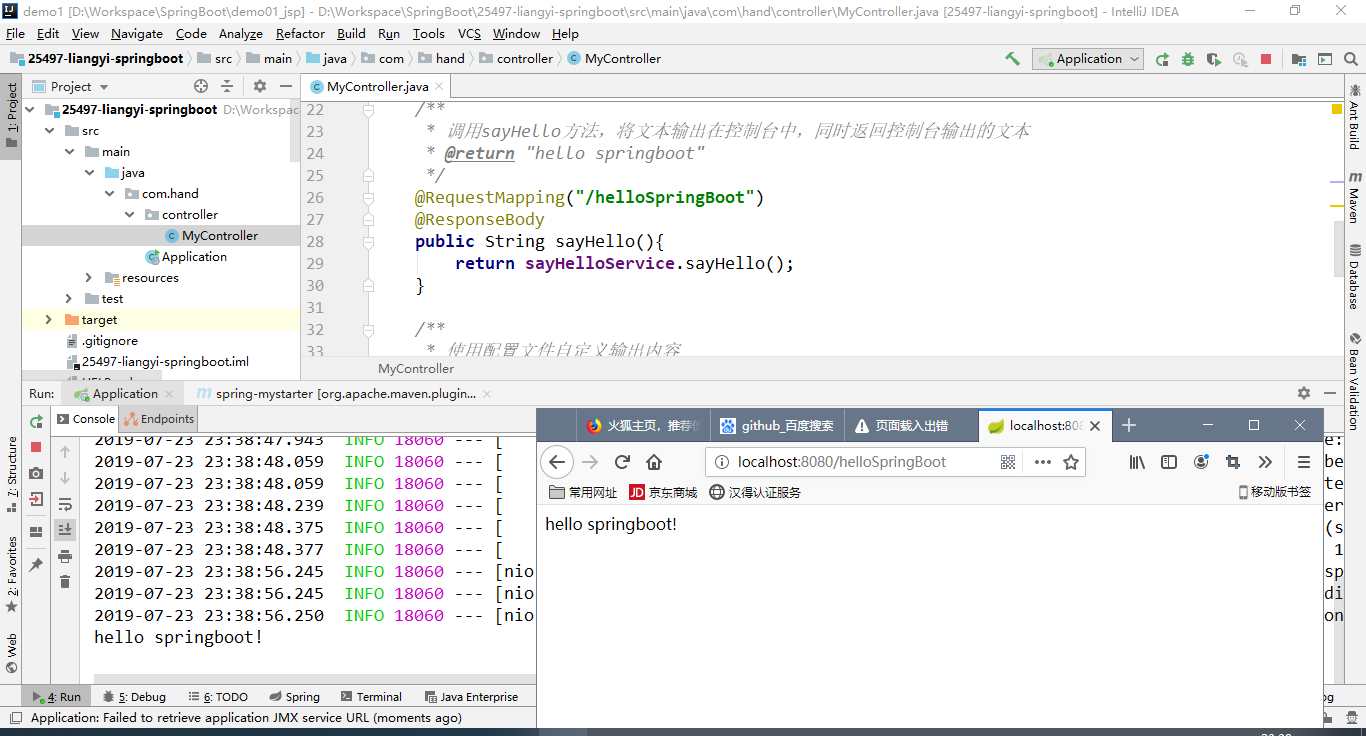 demo1 [D:\Workspace\SpringBoot\demo01_jsp] - [D:\Workspace\SpringBoot\25497-liangyi-springboot\src\main\java\com\hand\controller\MyController.java [25497-liangyi-springboot] - IntelliJ IDEA
File Edit View Navigate Code Analyze Refactor Build Run Tools VCS Window Help
25497-liangyi-springboot src main java com hand controller MyController
Application
Project
MyController.java
1: Project
25497-liangyi-springboot D:\Workspac
src
main
java
com.hand
controller
MyController
Application
resources
test
target
.gitignore
25497-liangyi-springboot.iml
22 /**
23 * 调用sayHello方法，将文本输出在控制台中，同时返回控制台输出的文本
24 * @return "hello springboot"
25 */
26 @RequestMapping("/helloSpringBoot")
27 @ResponseBody
28 public String sayHello(){
29 return sayHelloService.sayHello();
30 }
31
32 /**
33 * 使用配置文件自定义输出内容
MyController
Ant Build
Maven
Database
Bean Validation
Run: Application spring-mystarter [org.apache.maven.plugin...
Console Endpoints
7: Structure
2: Favorites
Web
2019-07-23 23:38:47.943 INFO 18060 --- [
2019-07-23 23:38:48.059 INFO 18060 --- [
2019-07-23 23:38:48.059 INFO 18060 --- [
2019-07-23 23:38:48.239 INFO 18060 --- [
2019-07-23 23:38:48.375 INFO 18060 --- [
2019-07-23 23:38:48.377 INFO 18060 --- [
2019-07-23 23:38:56.245 INFO 18060 --- [nio
2019-07-23 23:38:56.245 INFO 18060 --- [nio
2019-07-23 23:38:56.250 INFO 18060 --- [nio
hello springboot!
火狐主页，推荐 github_百度搜索 页面载入出错 localhost:808
localhost:8080/helloSpringBoot
常用网址 JD 京东商城 汉得认证服务 移动版书签
hello springboot!
e:
be
te
er
(s
1
sp
di
on
4: Run 5: Debug 6: TODO Spring Terminal Java Enterprise
og
Application: Failed to retrieve application JMX service URL (moments ago)